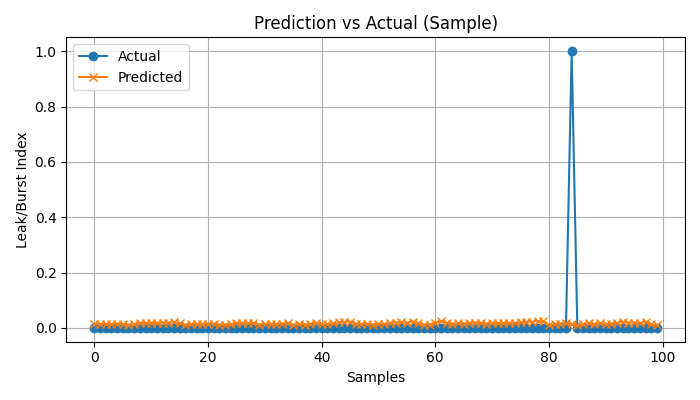 Prediction vs Actual (Sample)
Actual
Predicted
1.0
0.8
0.6
0.4
0.2
0.0
Leak/Burst Index
0 20 40 60 80 100
Samples